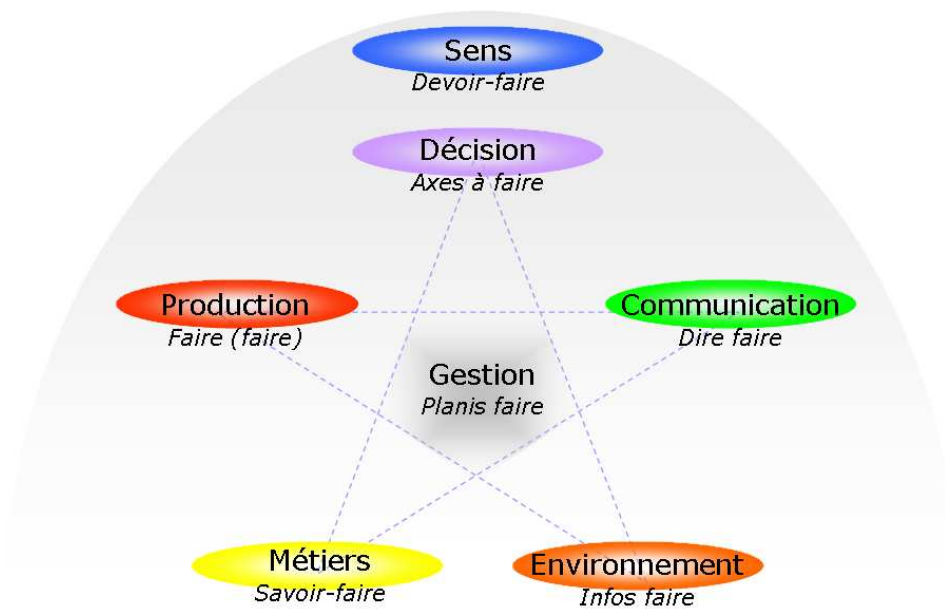 Sens
Devoir-faire
Décision
Axes à faire
Production
Faire (faire)
Communication
Dire faire
Gestion
Planis faire
Métiers
Savoir-faire
Environnement
Infos faire